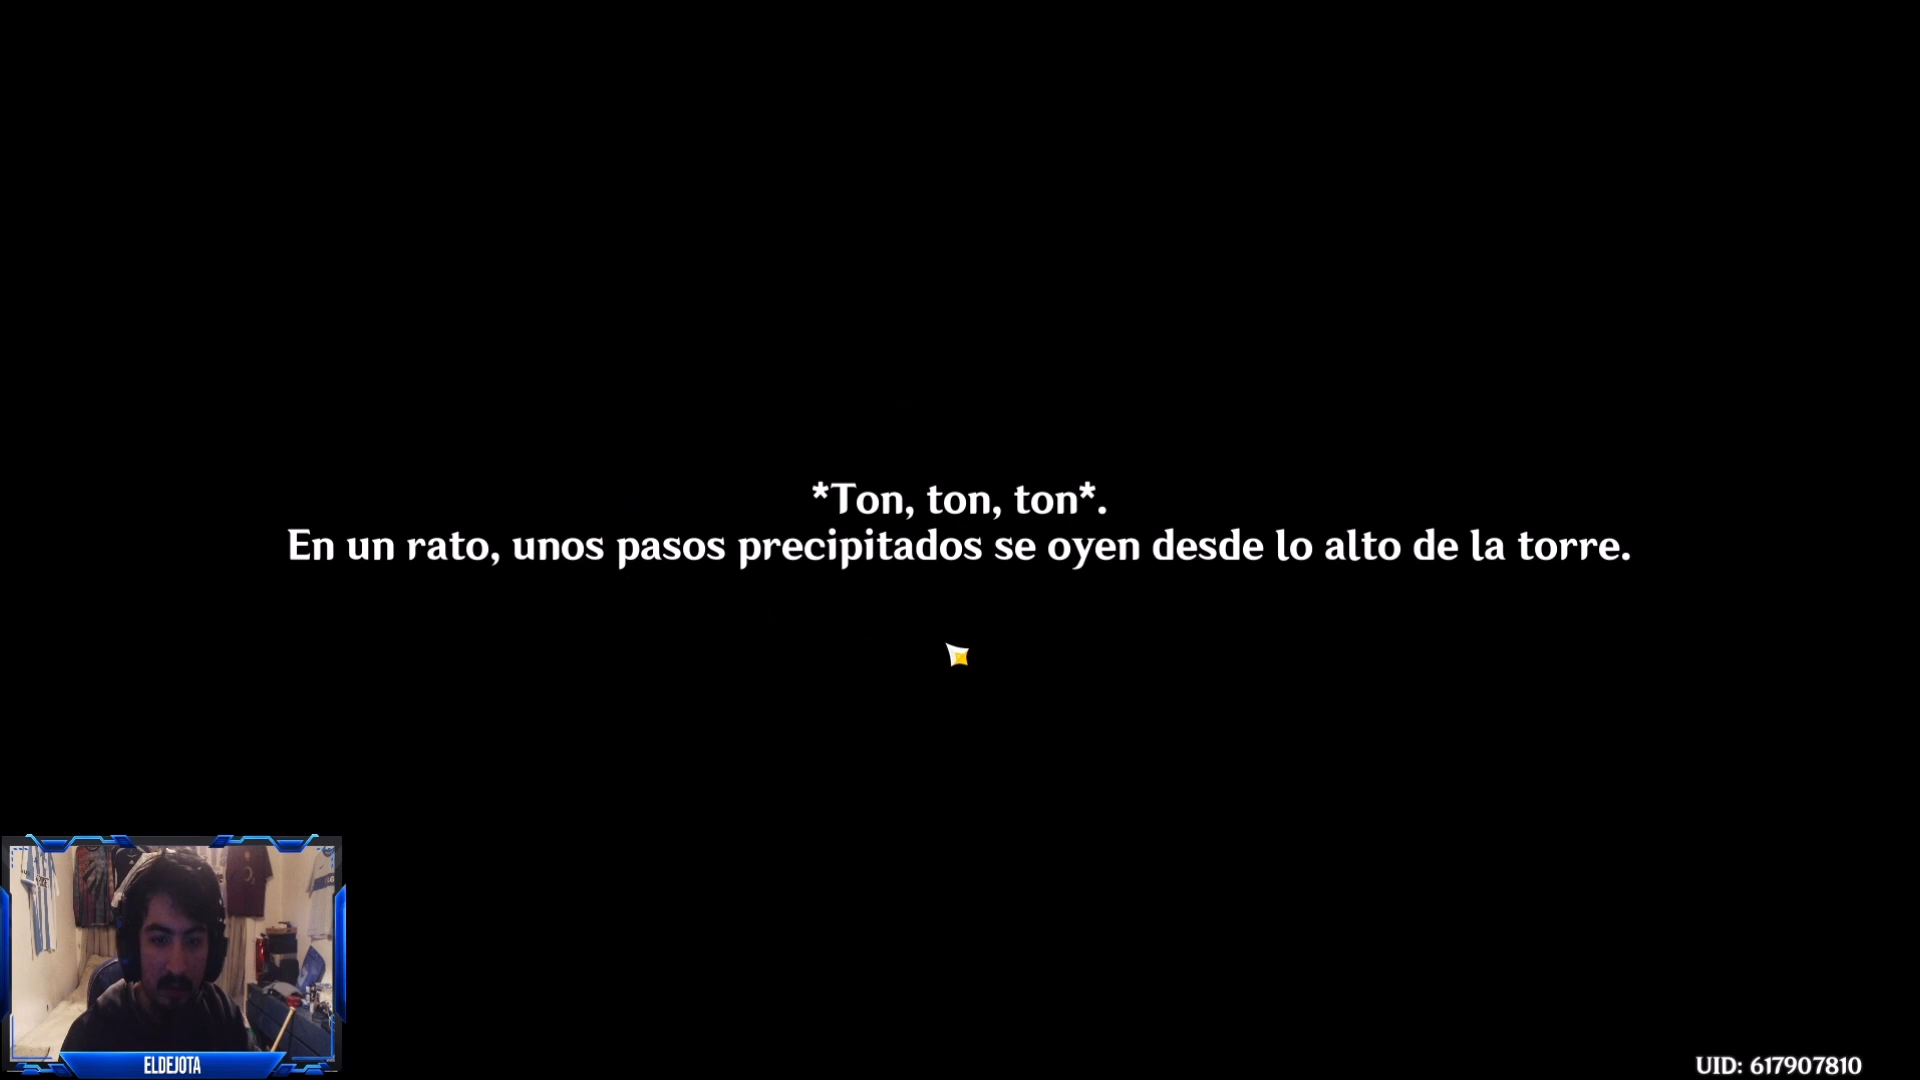 *Ton, ton, ton*.
En un rato, unos pasos precipitados se oyen desde lo alto de la torre.
ELDEJOTA
UID: 617907810